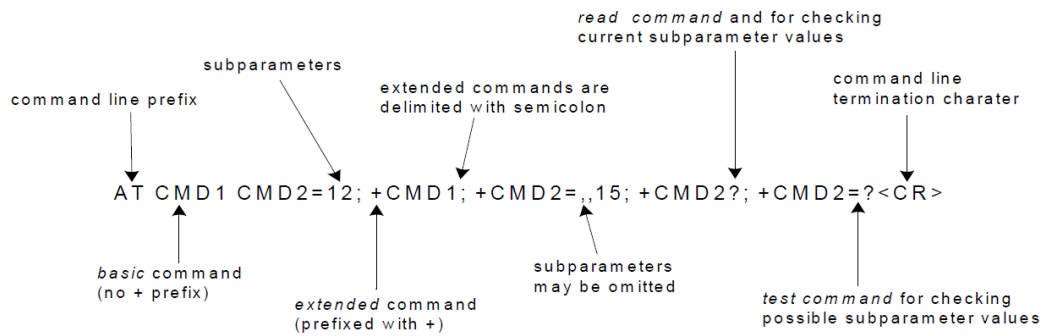 read command and for checking
current subparameter values
subparameters
extended commands are
delimited with semicolon
command line
termination charater
command line prefix
AT CMD1 CMD2=12; +CMD1; +CMD2=,,15; +CMD2?; +CMD2=?<CR>
basic command
(no + prefix)
extended command
(prefixed with +)
subparameters
may be omitted
test command for checking
possible subparameter values